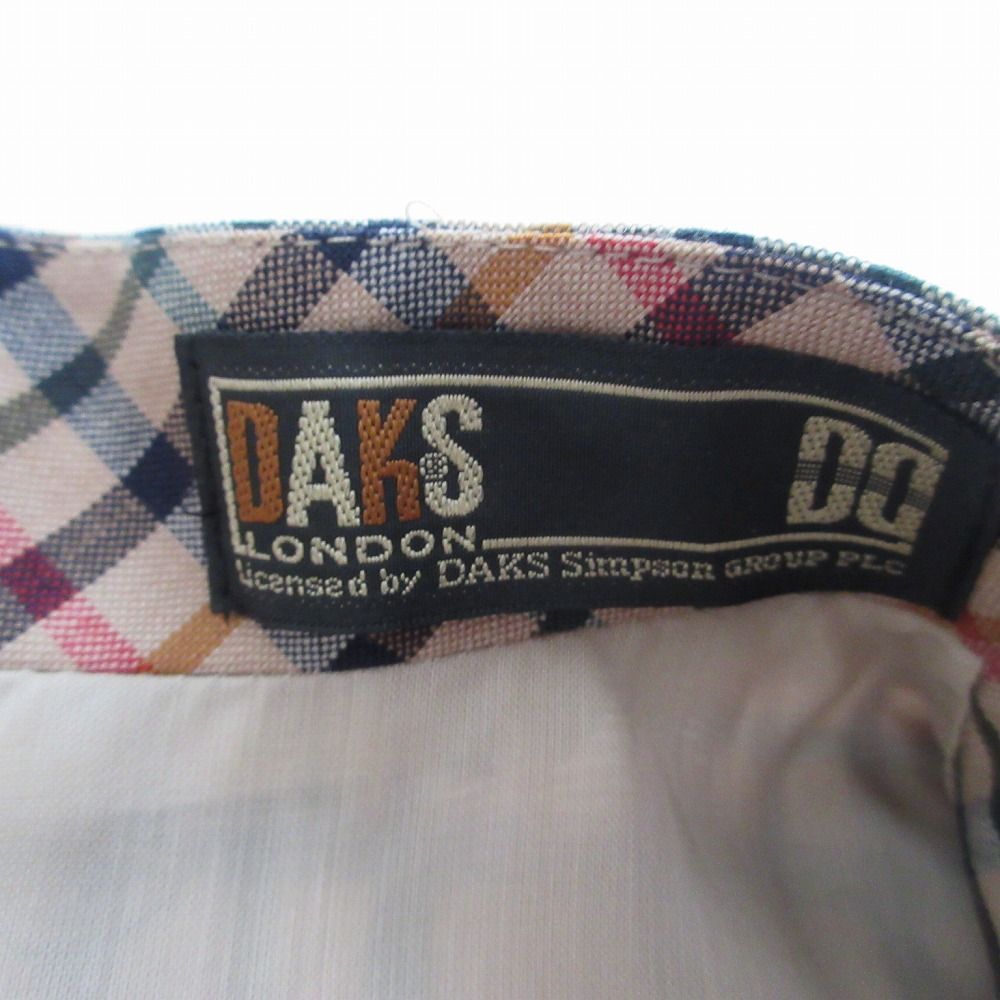 DAKS
LONDON
Licensed by DAKS Simpson GROUP PLC
DD